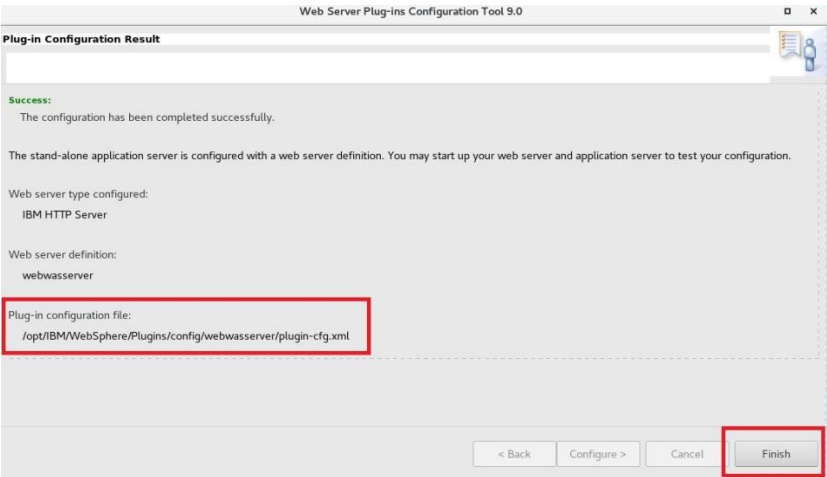 Web Server Plug-ins Configuration Tool 9.0
Plug-in Configuration Result
Success:
The configuration has been completed successfully.
The stand-alone application server is configured with a web server definition. You may start up your web server and application server to test your configuration.
Web server type configured:
IBM HTTP Server
Web server definition:
webwasserver
Plug-in configuration file:
/opt/IBM/WebSphere/Plugins/config/webwasserver/plugin-cfg.xml
< Back Configure > Cancel Finish